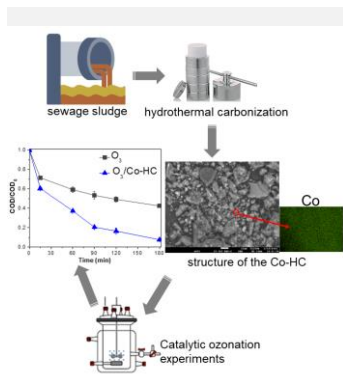 sewage sludge
hydrothermal carbonization
O3
O3/Co-HC
COD/COD0
1.0
0.8
0.6
0.4
0.2
0.0
0 30 60 90 120 150 180
Time (min)
Co
structure of the Co-HC
Catalytic ozonation
experiments